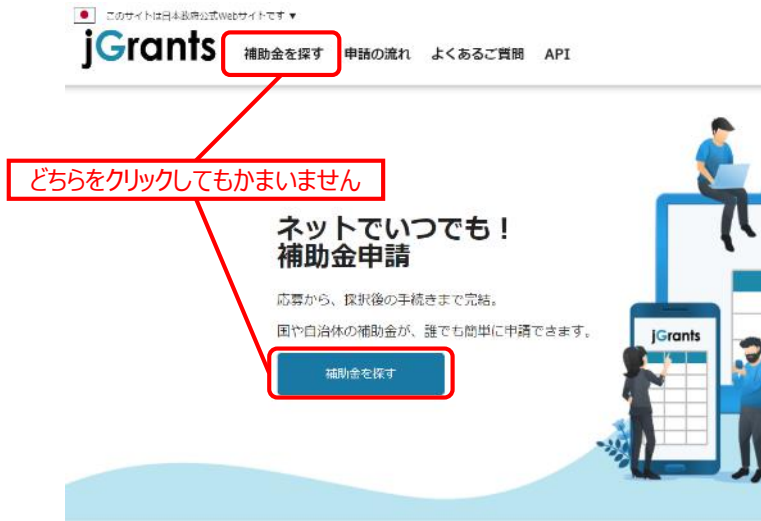 このサイトは日本政府公式Webサイトです ▼
jGrants 補助金を探す 申請の流れ よくあるご質問 API
どちらをクリックしてもかまいません
ネットでいつでも！
補助金申請
応募から、採択後の手続きまで完結。
国や自治体の補助金が、誰でも簡単に申請できます。
jGrants
補助金を探す